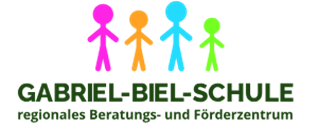 GABRIEL-BIEL-SCHULE
regionales Beratungs- und Förderzentrum